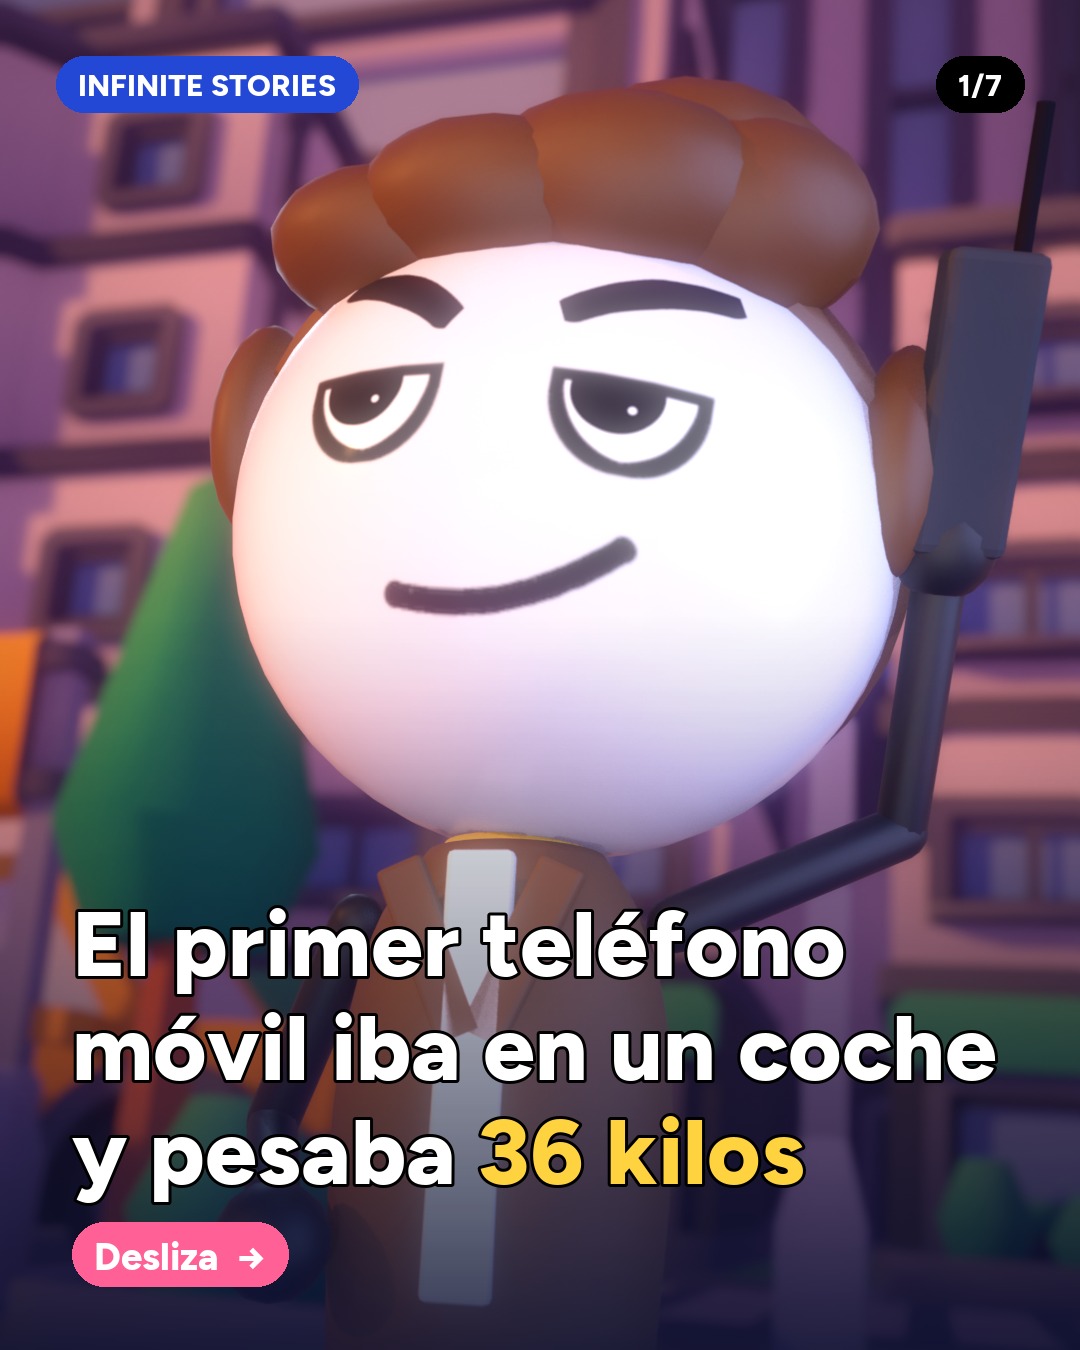 INFINITE STORIES
1/7
El primer teléfono
móvil iba en un coche
y pesaba 36 kilos
Desliza →